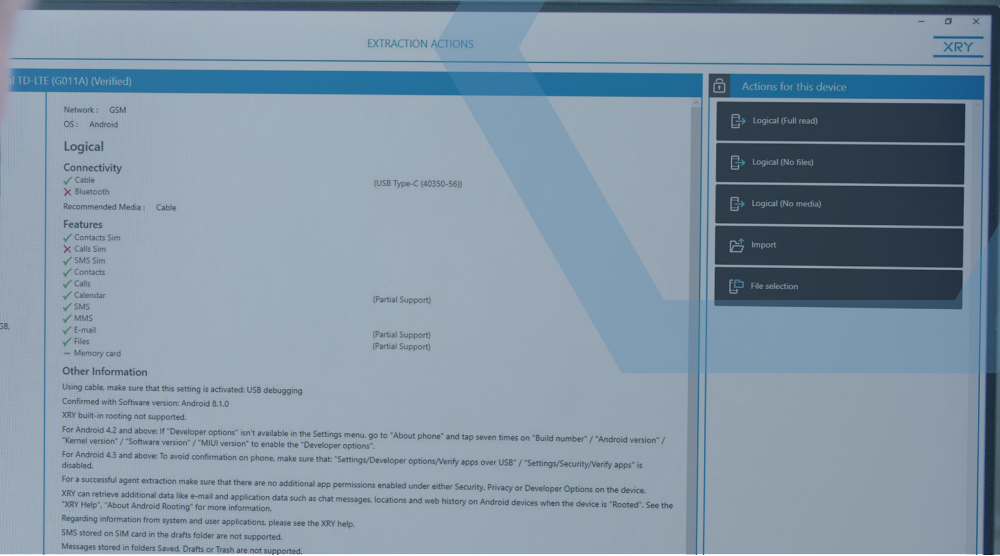 EXTRACTION ACTIONS
XRY
TD-LTE (G011A) (Verified)
Network : GSM
OS : Android
Logical
Connectivity
Cable (USB Type-C (40350-56))
Bluetooth
Recommended Media : Cable
Features
Contacts Sim
Calls Sim
SMS Sim
Contacts
Calls
Calendar (Partial Support)
SMS
MMS
E-mail (Partial Support)
Files (Partial Support)
Memory card
Other Information
Using cable, make sure that this setting is activated: USB debugging
Confirmed with Software version: Android 8.1.0
XRY built-in rooting not supported.
For Android 4.2 and above: If "Developer options" isn't available in the Settings menu, go to "About phone" and tap seven times on "Build number" / "Android version" /
"Kernel version" / "Software version" / "MIUI version" to enable the "Developer options".
For Android 4.3 and above: To avoid confirmation on phone, make sure that: "Settings/Developer options/Verify apps over USB" / "Settings/Security/Verify apps" is
disabled.
For a successful agent extraction make sure that there are no additional app permissions enabled under either Security, Privacy or Developer Options on the device.
XRY can retrieve additional data like e-mail and application data such as chat messages, locations and web history on Android devices when the device is "Rooted". See the
"XRY Help", "About Android Rooting" for more information.
Regarding information from system and user applications, please see the XRY help.
SMS stored on SIM card in the drafts folder are not supported.
Messages stored in folders Saved, Drafts or Trash are not supported.
GB,
Actions for this device
Logical (Full read)
Logical (No files)
Logical (No media)
Import
File selection